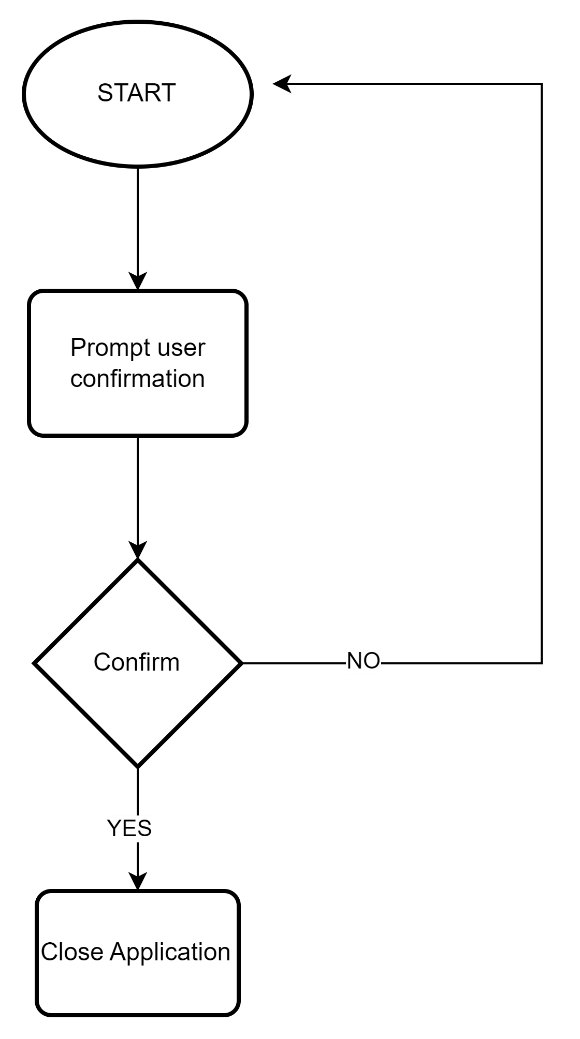 START
Prompt user
confirmation
Confirm
NO
YES
Close Application